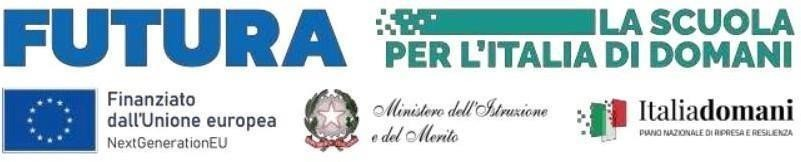 FUTURA
LA SCUOLA
PER L'ITALIA DI DOMANI
Finanziato
dall'Unione europea
NextGenerationEU
Ministero dell'Istruzione
e del Merito
Italiadomani
PIANO NAZIONALE DI RIPRESA E RESILIENZA